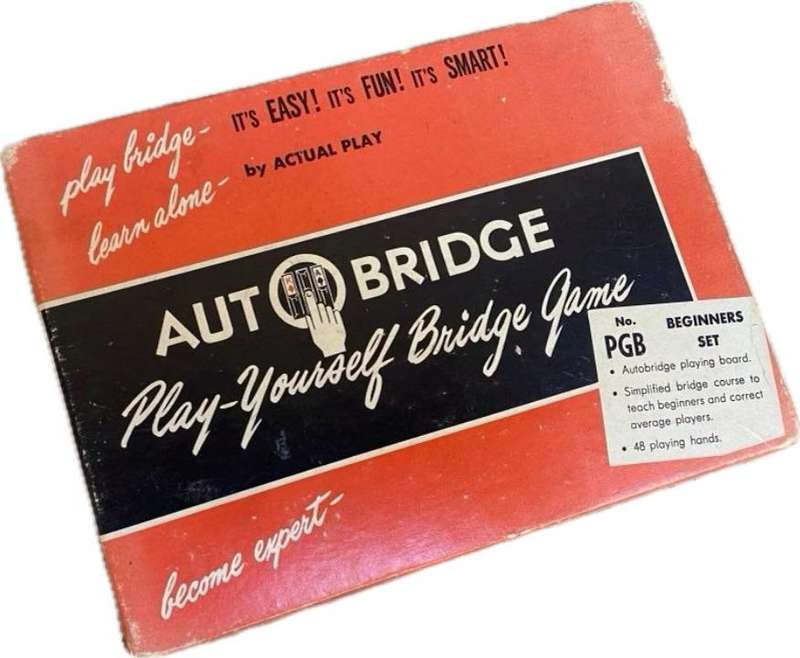 play bridge- IT'S EASY! IT'S FUN! IT'S SMART!
learn alone- by ACTUAL PLAY
AUTOBRIDGE
Play-Yourself Bridge Game
No. PGB
BEGINNERS SET
• Autobridge playing board.
• Simplified bridge course to
teach beginners and correct
average players.
• 48 playing hands.
become expert-